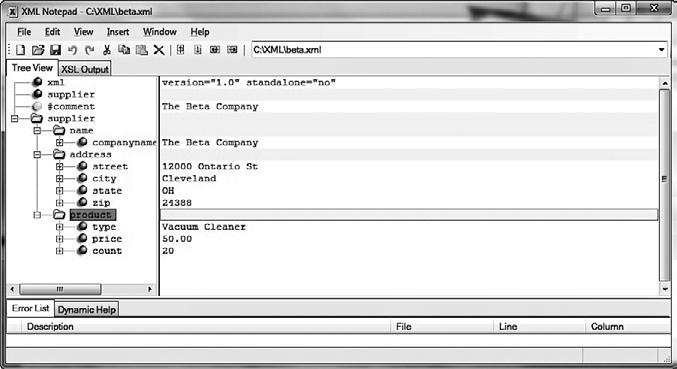 XML Notepad - C:\XML\beta.xml
File Edit View Insert Window Help
C:\XML\beta.xml
Tree View XSL Output
xml version="1.0" standalone="no"
supplier
#comment The Beta Company
supplier
name
companyname The Beta Company
address
street 12000 Ontario St
city Cleveland
state OH
zip 24388
product
type Vacuum Cleaner
price 50.00
count 20
Error List Dynamic Help
Description File Line Column